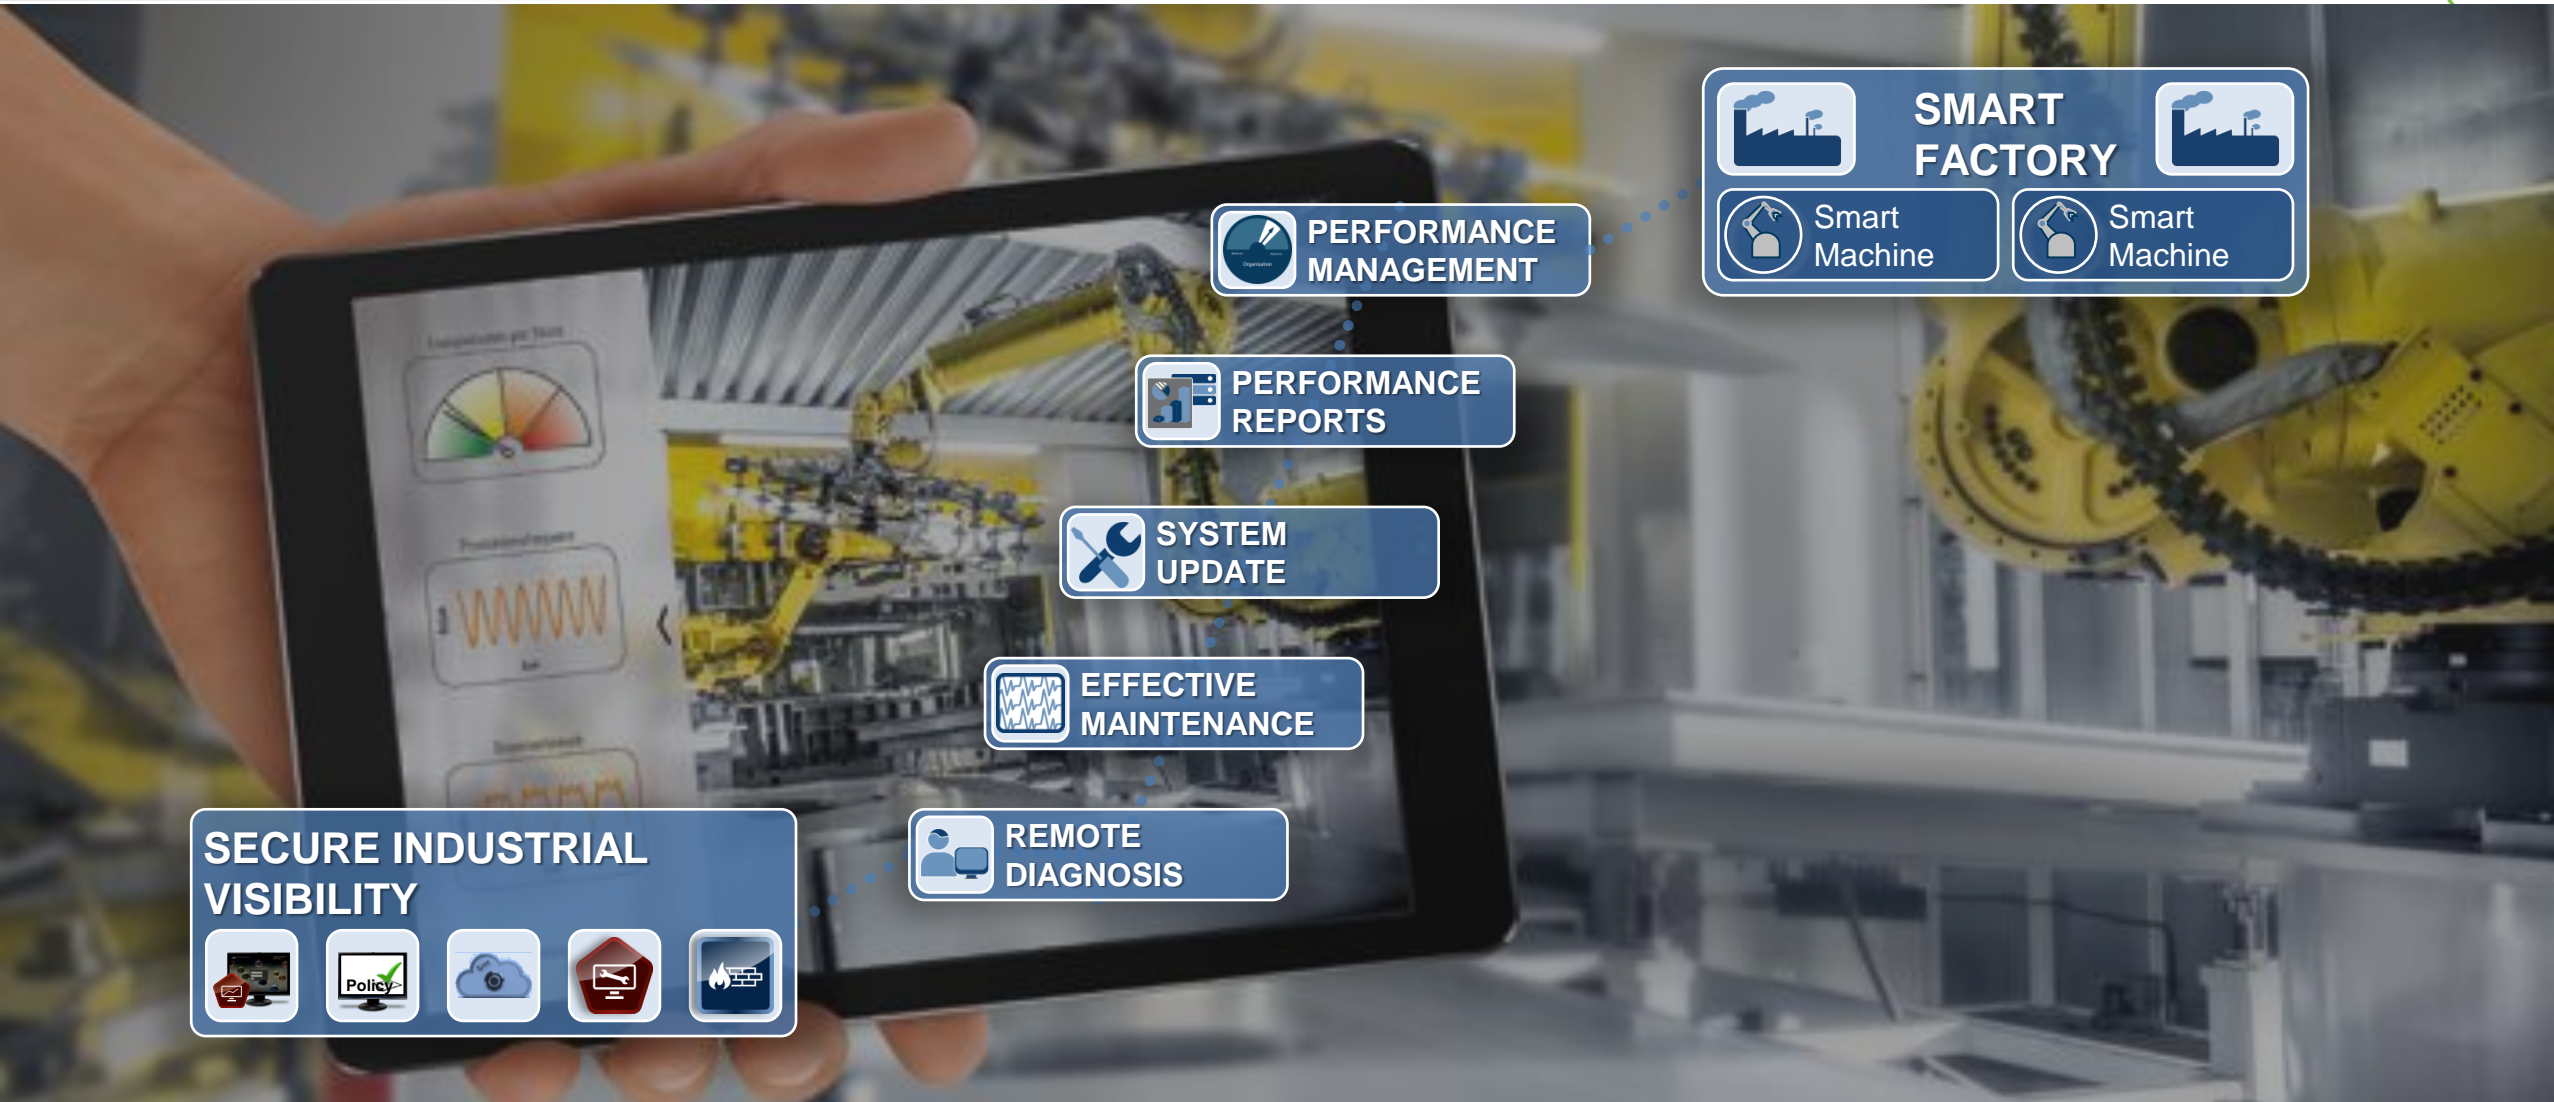 SMART
FACTORY
Smart
Machine
Smart
Machine
PERFORMANCE
MANAGEMENT
Organization
PERFORMANCE
REPORTS
SYSTEM
UPDATE
EFFECTIVE
MAINTENANCE
REMOTE
DIAGNOSIS
SECURE INDUSTRIAL
VISIBILITY
Policy